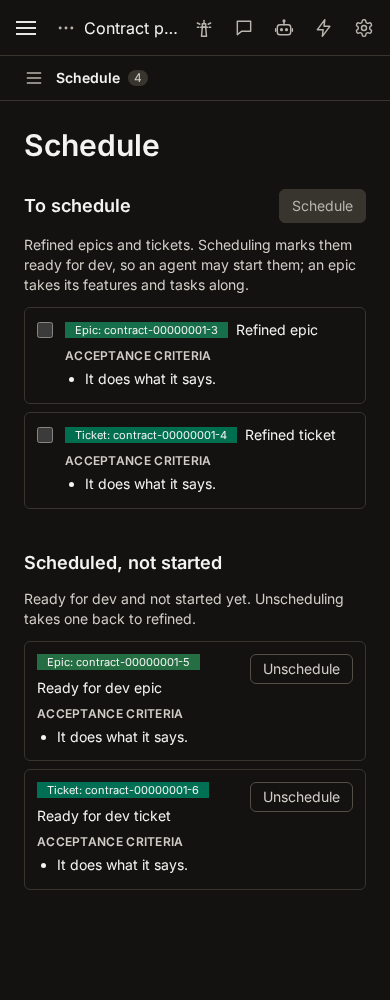 Contract p...
Schedule 4
Schedule
To schedule
Schedule
Refined epics and tickets. Scheduling marks them
ready for dev, so an agent may start them; an epic
takes its features and tasks along.
Epic: contract-00000001-3 Refined epic
ACCEPTANCE CRITERIA
• It does what it says.
Ticket: contract-00000001-4 Refined ticket
ACCEPTANCE CRITERIA
• It does what it says.
Scheduled, not started
Ready for dev and not started yet. Unscheduling
takes one back to refined.
Epic: contract-00000001-5
Unschedule
Ready for dev epic
ACCEPTANCE CRITERIA
• It does what it says.
Ticket: contract-00000001-6
Unschedule
Ready for dev ticket
ACCEPTANCE CRITERIA
• It does what it says.